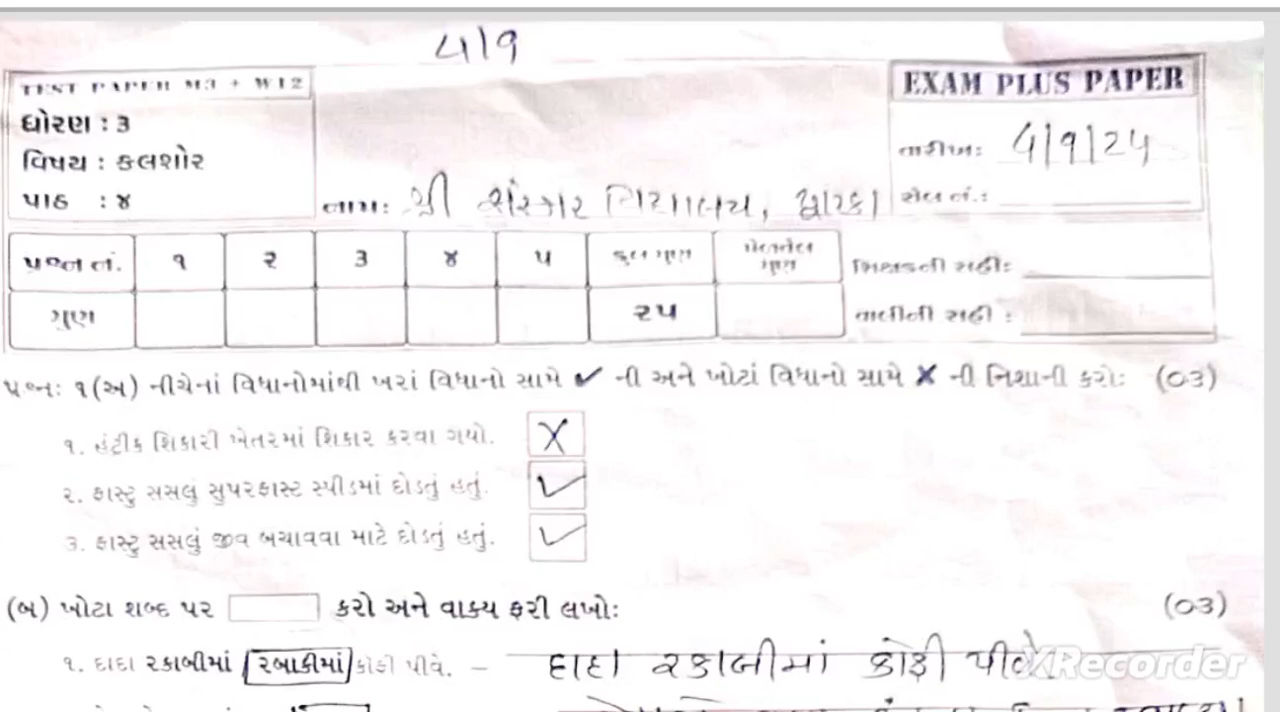 4/9
TEST PAPER M3 + W12
EXAM PLUS PAPER
ધોરણ : ૩
વિષય : કલશોર
પાઠ : ૪
તારીખ: 4/9/24
નામ: શ્રી શંસ્કાર વિદ્યાલય, દ્વારકા
સેલ નં.:
પ્રશ્ન નં. ૧ ૨ ૩ ૪ ૫ કુલ ગુણ મેળવેલ ગુણ
શિક્ષકની સહી:
ગુણ ૨૫
વાલીની સહી :
પ્રશ્ન: ૧(અ) નીચેનાં વિધાનોમાંથી ખરાં વિધાનો સામે ✔ ની અને ખોટાં વિધાનો સામે ✘ ની નિશાની કરો: (૦૩)
૧. હંટીક શિકારી ખેતરમાં શિકાર કરવા ગયો. ✗
૨. ફાસ્ટુ સસલું સુપરફાસ્ટ સ્પીડમાં દોડતું હતું. ✓
૩. ફાસ્ટુ સસલું જીવ બચાવવા માટે દોડતું હતું. ✓
(બ) ખોટા શબ્દ પર કરો અને વાક્ય ફરી લખો: (૦૩)
૧. દાદા રકાબીમાં રબાકીમાં કોફી પીવે. – દાદા રકાબીમાં કોફી પીવે
XRecorder